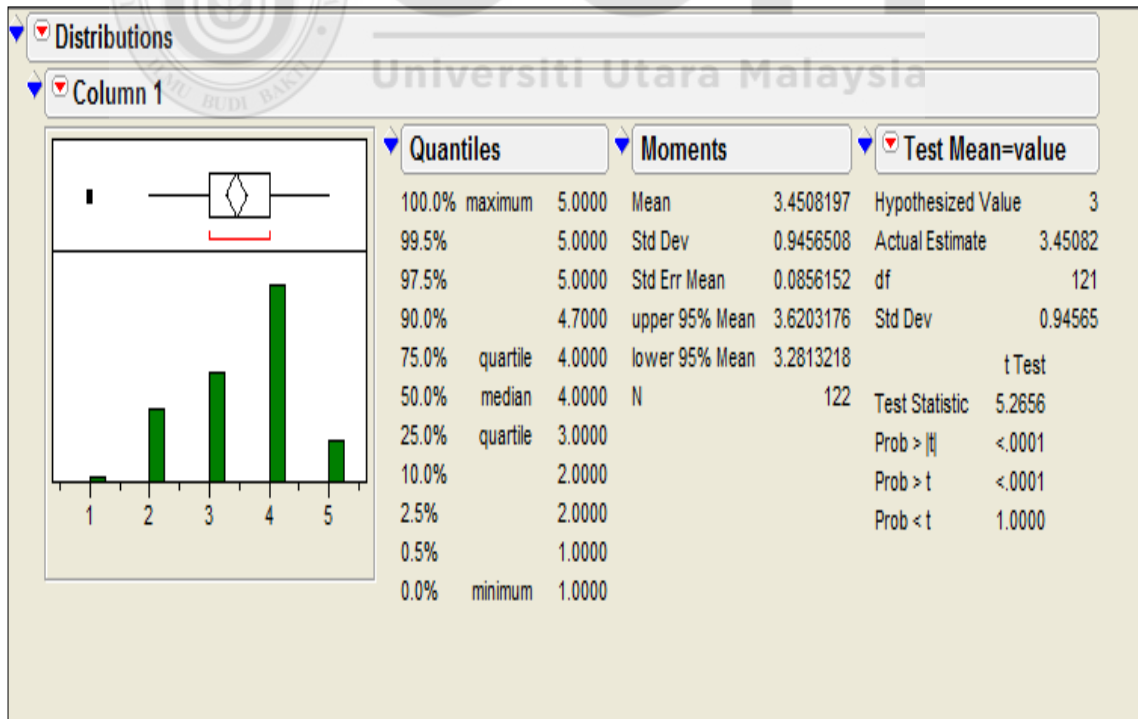 Distributions
Universiti Utara Malaysia
ILMU BUDI BAKTI
Column 1
1 2 3 4 5
Quantiles
100.0% maximum 5.0000
99.5% 5.0000
97.5% 5.0000
90.0% 4.7000
75.0% quartile 4.0000
50.0% median 4.0000
25.0% quartile 3.0000
10.0% 2.0000
2.5% 2.0000
0.5% 1.0000
0.0% minimum 1.0000
Moments
Mean 3.4508197
Std Dev 0.9456508
Std Err Mean 0.0856152
upper 95% Mean 3.6203176
lower 95% Mean 3.2813218
N 122
Test Mean=value
Hypothesized Value 3
Actual Estimate 3.45082
df 121
Std Dev 0.94565
t Test
Test Statistic 5.2656
Prob > |t| <.0001
Prob > t <.0001
Prob < t 1.0000